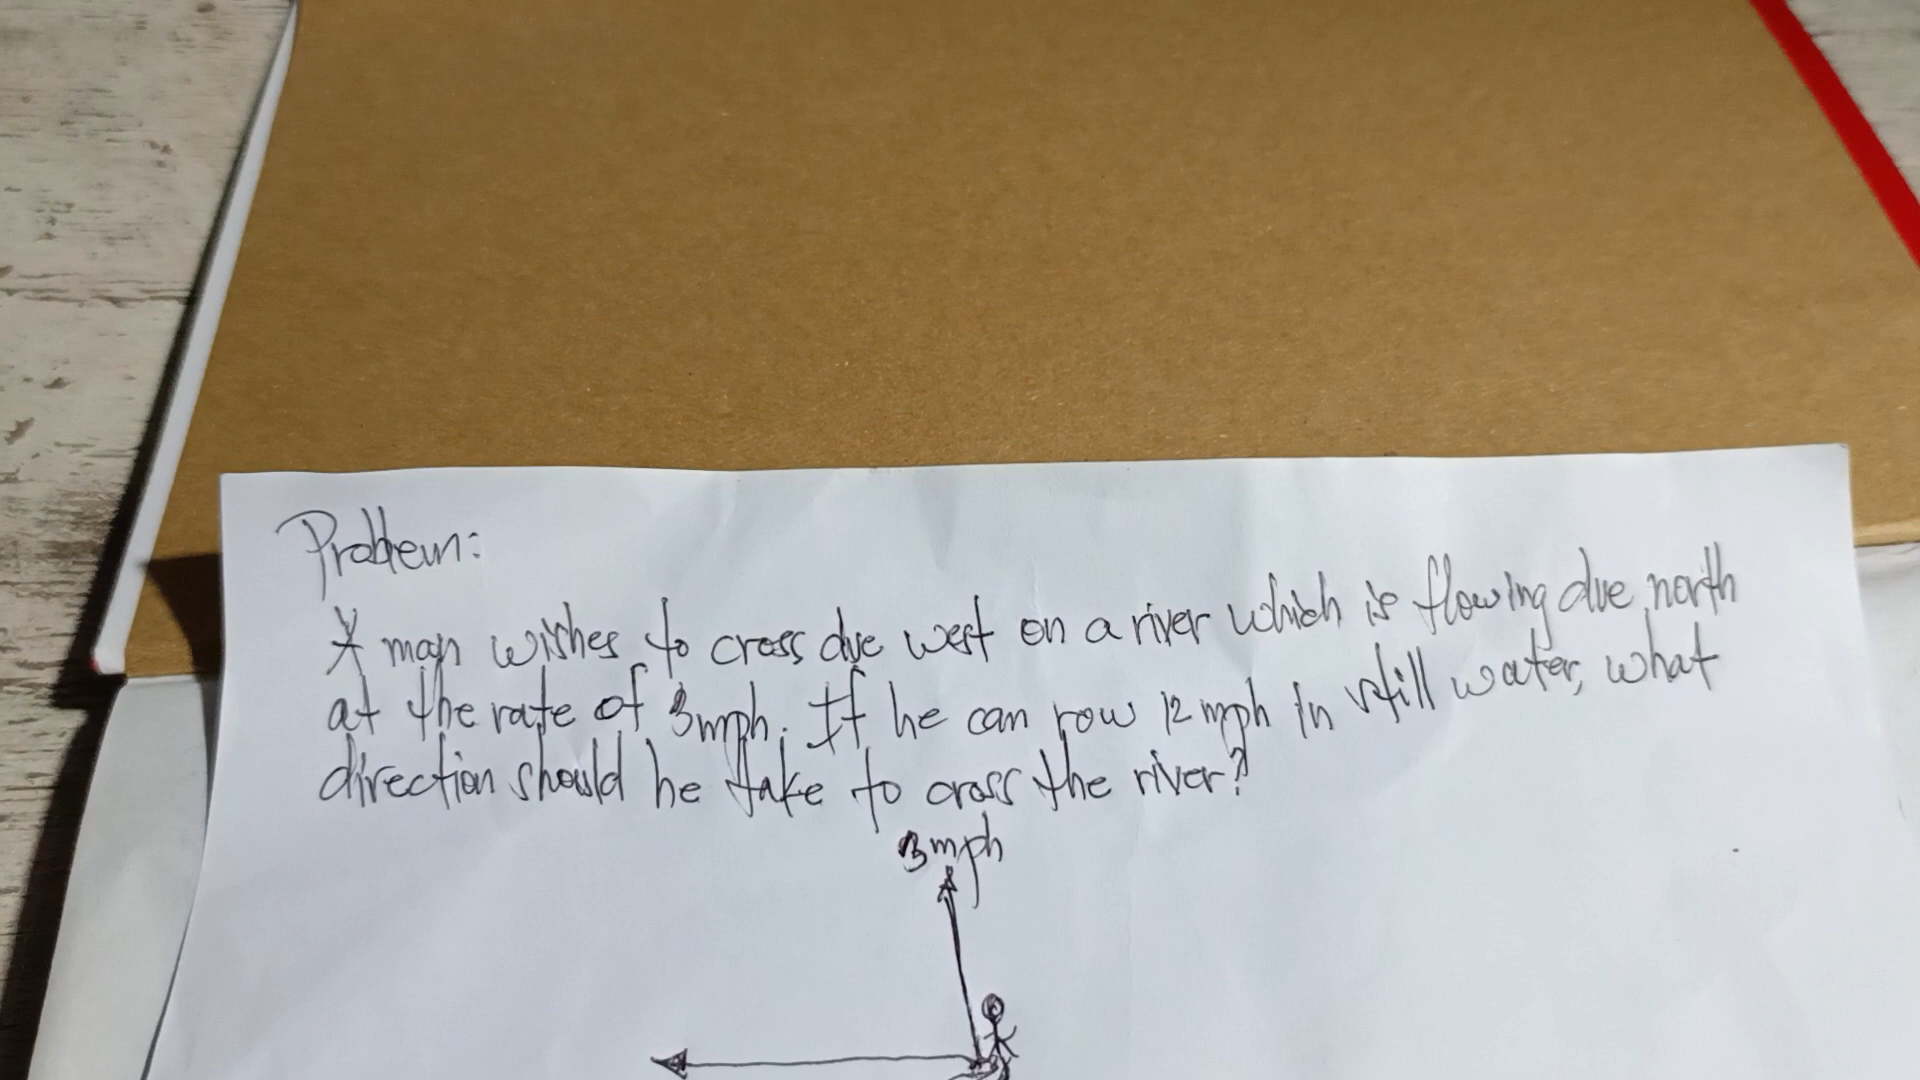 Problem:
A man wishes to cross due west on a river which is flowing due north
at the rate of 3mph. If he can row 12 mph in still water, what
direction should he take to cross the river?
3mph